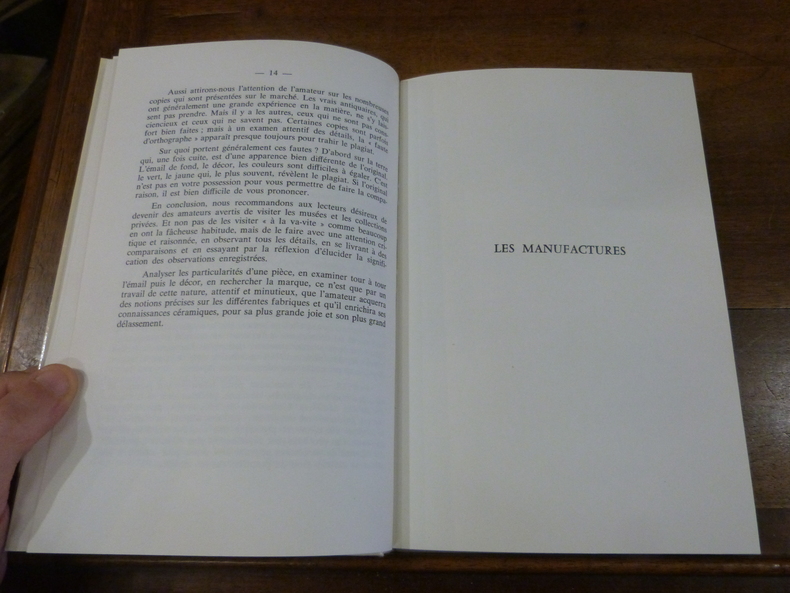 — 14 —
Aussi attirons-nous l'attention de l'amateur sur les nombreuses
copies qui sont présentées sur le marché. Les vrais antiquaires, qui
ont généralement une grande expérience en la matière, ne s'y lais-
sent pas prendre. Mais il y a les autres, ceux qui ne sont pas cons-
ciencieux et ceux qui ne savent pas. Certaines copies sont parfois
fort bien faites ; mais à un examen attentif des détails, la « faute
d'orthographe » apparaît presque toujours pour trahir le plagiat.
Sur quoi portent généralement ces fautes ? D'abord sur la terre
qui, une fois cuite, est d'une apparence bien différente de l'original.
L'émail de fond, le décor, les couleurs sont difficiles à égaler. C'est
le vert, le jaune qui, le plus souvent, révèlent le plagiat. Si l'original
n'est pas en votre possession pour vous permettre de faire la compa-
raison, il est bien difficile de vous prononcer.
En conclusion, nous recommandons aux lecteurs désireux de
devenir des amateurs avertis de visiter les musées et les collections
privées. Et non pas de les visiter « à la va-vite » comme beaucoup
en ont la fâcheuse habitude, mais de le faire avec une attention cri-
tique et raisonnée, en observant tous les détails, en se livrant à des
comparaisons et en essayant par la réflexion d'élucider la signifi-
cation des observations enregistrées.
Analyser les particularités d'une pièce, en examiner tour à tour
l'émail puis le décor, en rechercher la marque, ce n'est que par un
travail de cette nature, attentif et minutieux, que l'amateur acquerra
des notions précises sur les différentes fabriques et qu'il enrichira ses
connaissances céramiques, pour sa plus grande joie et son plus grand
délassement.
LES MANUFACTURES